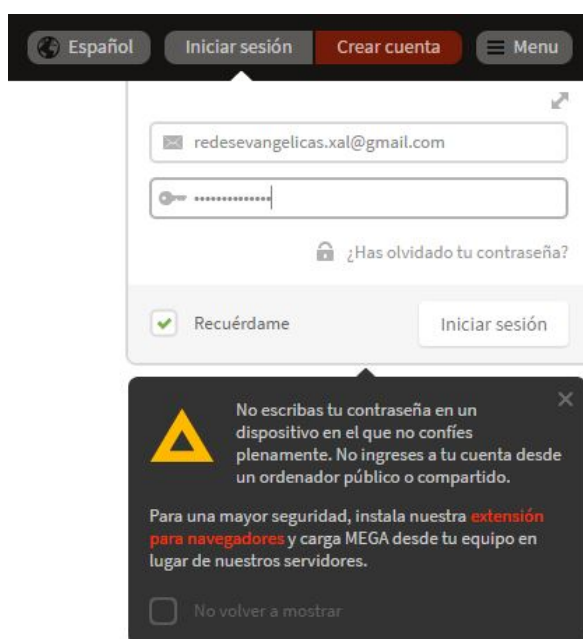 Español Iniciar sesión Crear cuenta Menu
redesevangelicas.xal@gmail.com
••••••••••••••
¿Has olvidado tu contraseña?
Recuérdame Iniciar sesión
No escribas tu contraseña en un
dispositivo en el que no confíes
plenamente. No ingreses a tu cuenta desde
un ordenador público o compartido.
Para una mayor seguridad, instala nuestra extensión
para navegadores y carga MEGA desde tu equipo en
lugar de nuestros servidores.
No volver a mostrar